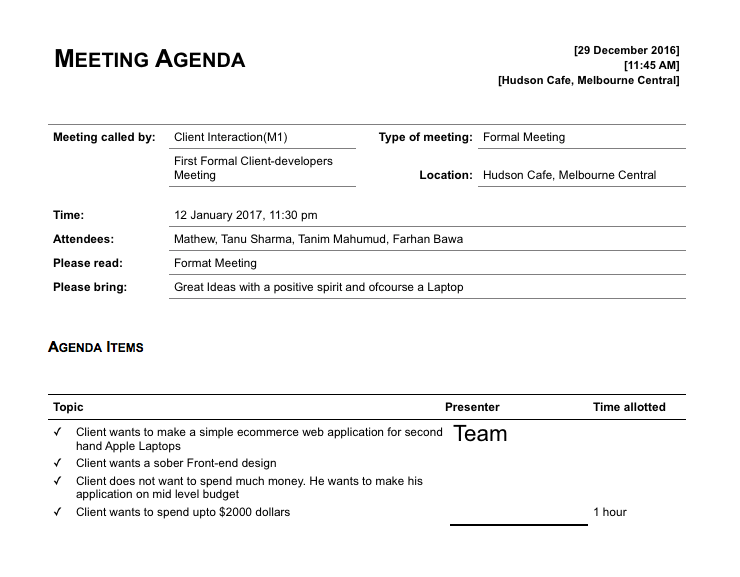 MEETING AGENDA
[29 December 2016]
[11:45 AM]
[Hudson Cafe, Melbourne Central]
Meeting called by: Client Interaction(M1) Type of meeting: Formal Meeting
First Formal Client-developers
Meeting Location: Hudson Cafe, Melbourne Central
Time: 12 January 2017, 11:30 pm
Attendees: Mathew, Tanu Sharma, Tanim Mahumud, Farhan Bawa
Please read: Format Meeting
Please bring: Great Ideas with a positive spirit and ofcourse a Laptop
AGENDA ITEMS
Topic Presenter Time allotted
✓ Client wants to make a simple ecommerce web application for second Team
hand Apple Laptops
✓ Client wants a sober Front-end design
✓ Client does not want to spend much money. He wants to make his
application on mid level budget
✓ Client wants to spend upto $2000 dollars 1 hour